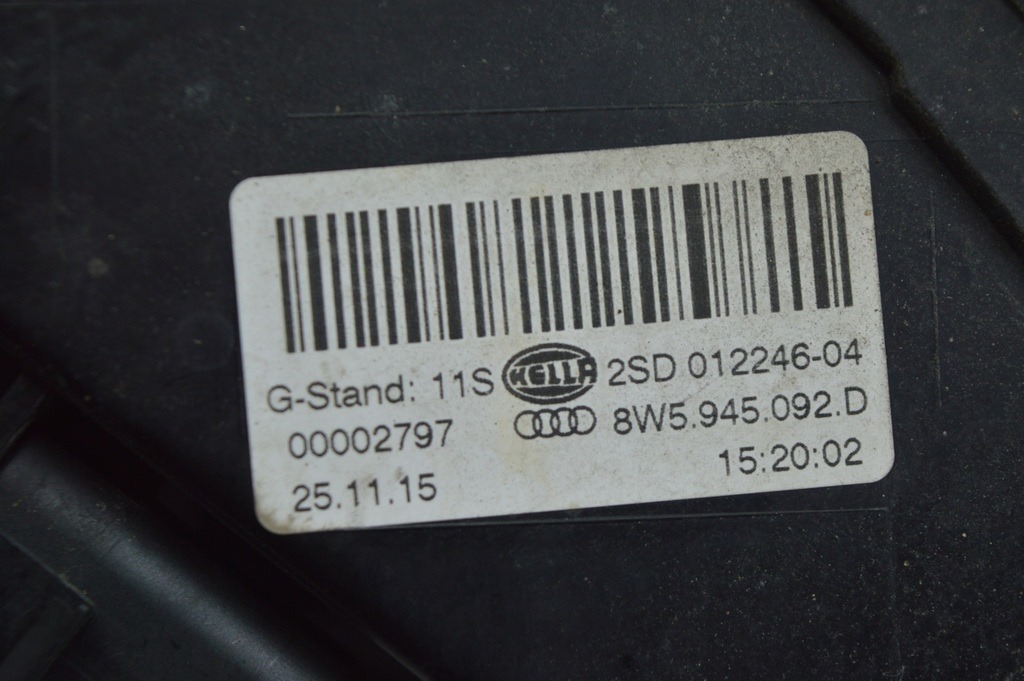 G-Stand: 11S HELLA 2SD 012246-04
00002797 8W5.945.092.D
25.11.15 15:20:02